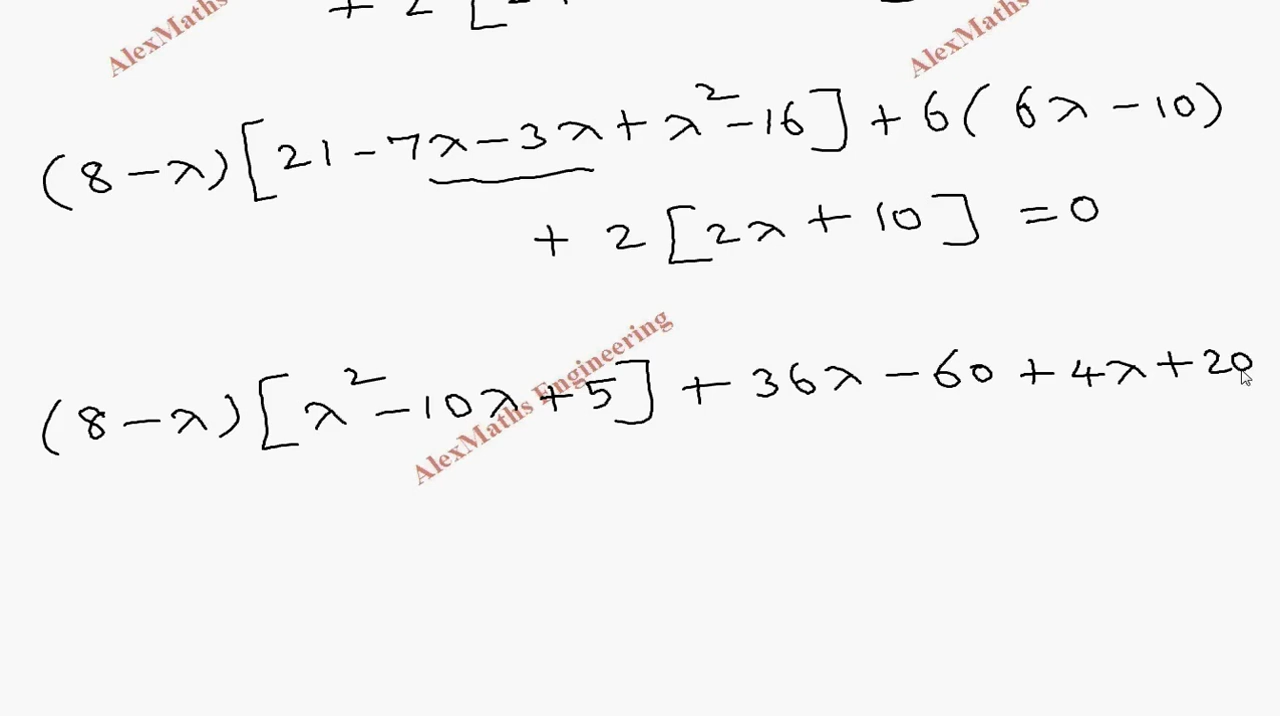 + 2 [
AlexMaths
AlexMaths
(8 - λ) [21 - 7λ - 3λ + λ² - 16] + 6(6λ - 10)
+ 2 [2λ + 10] = 0
AlexMaths Engineering
(8 - λ) [λ² - 10λ + 5] + 36λ - 60 + 4λ + 20